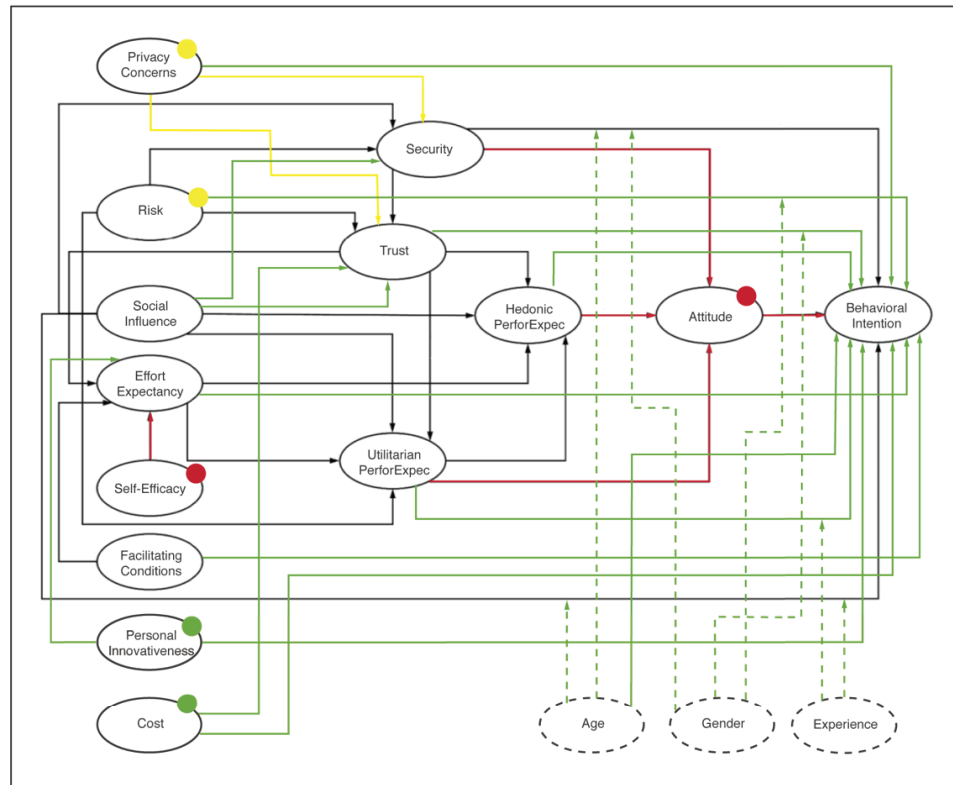 Privacy
Concerns
Security
Risk
Trust
Social
Influence
Hedonic
PerforExpec
Attitude
Behavioral
Intention
Effort
Expectancy
Utilitarian
PerforExpec
Self-Efficacy
Facilitating
Conditions
Personal
Innovativeness
Cost
Age
Gender
Experience